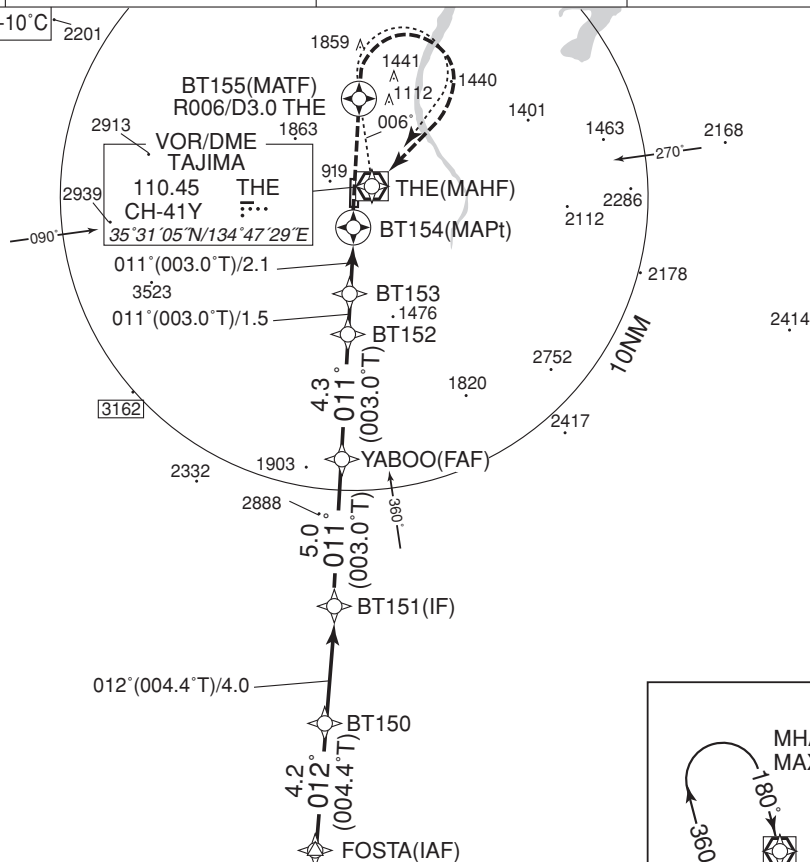 -10°C
2201
1859
1441
1440
BT155(MATF)
R006/D3.0 THE
1112
1401
006°
2913
1863
1463
2168
VOR/DME
TAJIMA
270°
110.45 THE
919
THE(MAHF)
2939
2286
CH-41Y
2112
35°31´05˝N/134°47´29˝E
BT154(MAPt)
090°
011°(003.0°T)/2.1
2178
3523
BT153
011°(003.0°T)/1.5
1476
2414
BT152
10NM
2752
4.3
011°
(003.0°T)
1820
3162
2417
YABOO(FAF)
1903
2332
2888
360°
5.0
011°
(003.0°T)
BT151(IF)
012°(004.4°T)/4.0
BT150
MHA
MAX
4.2
012°
(004.4°T)
180°
360
FOSTA(IAF)